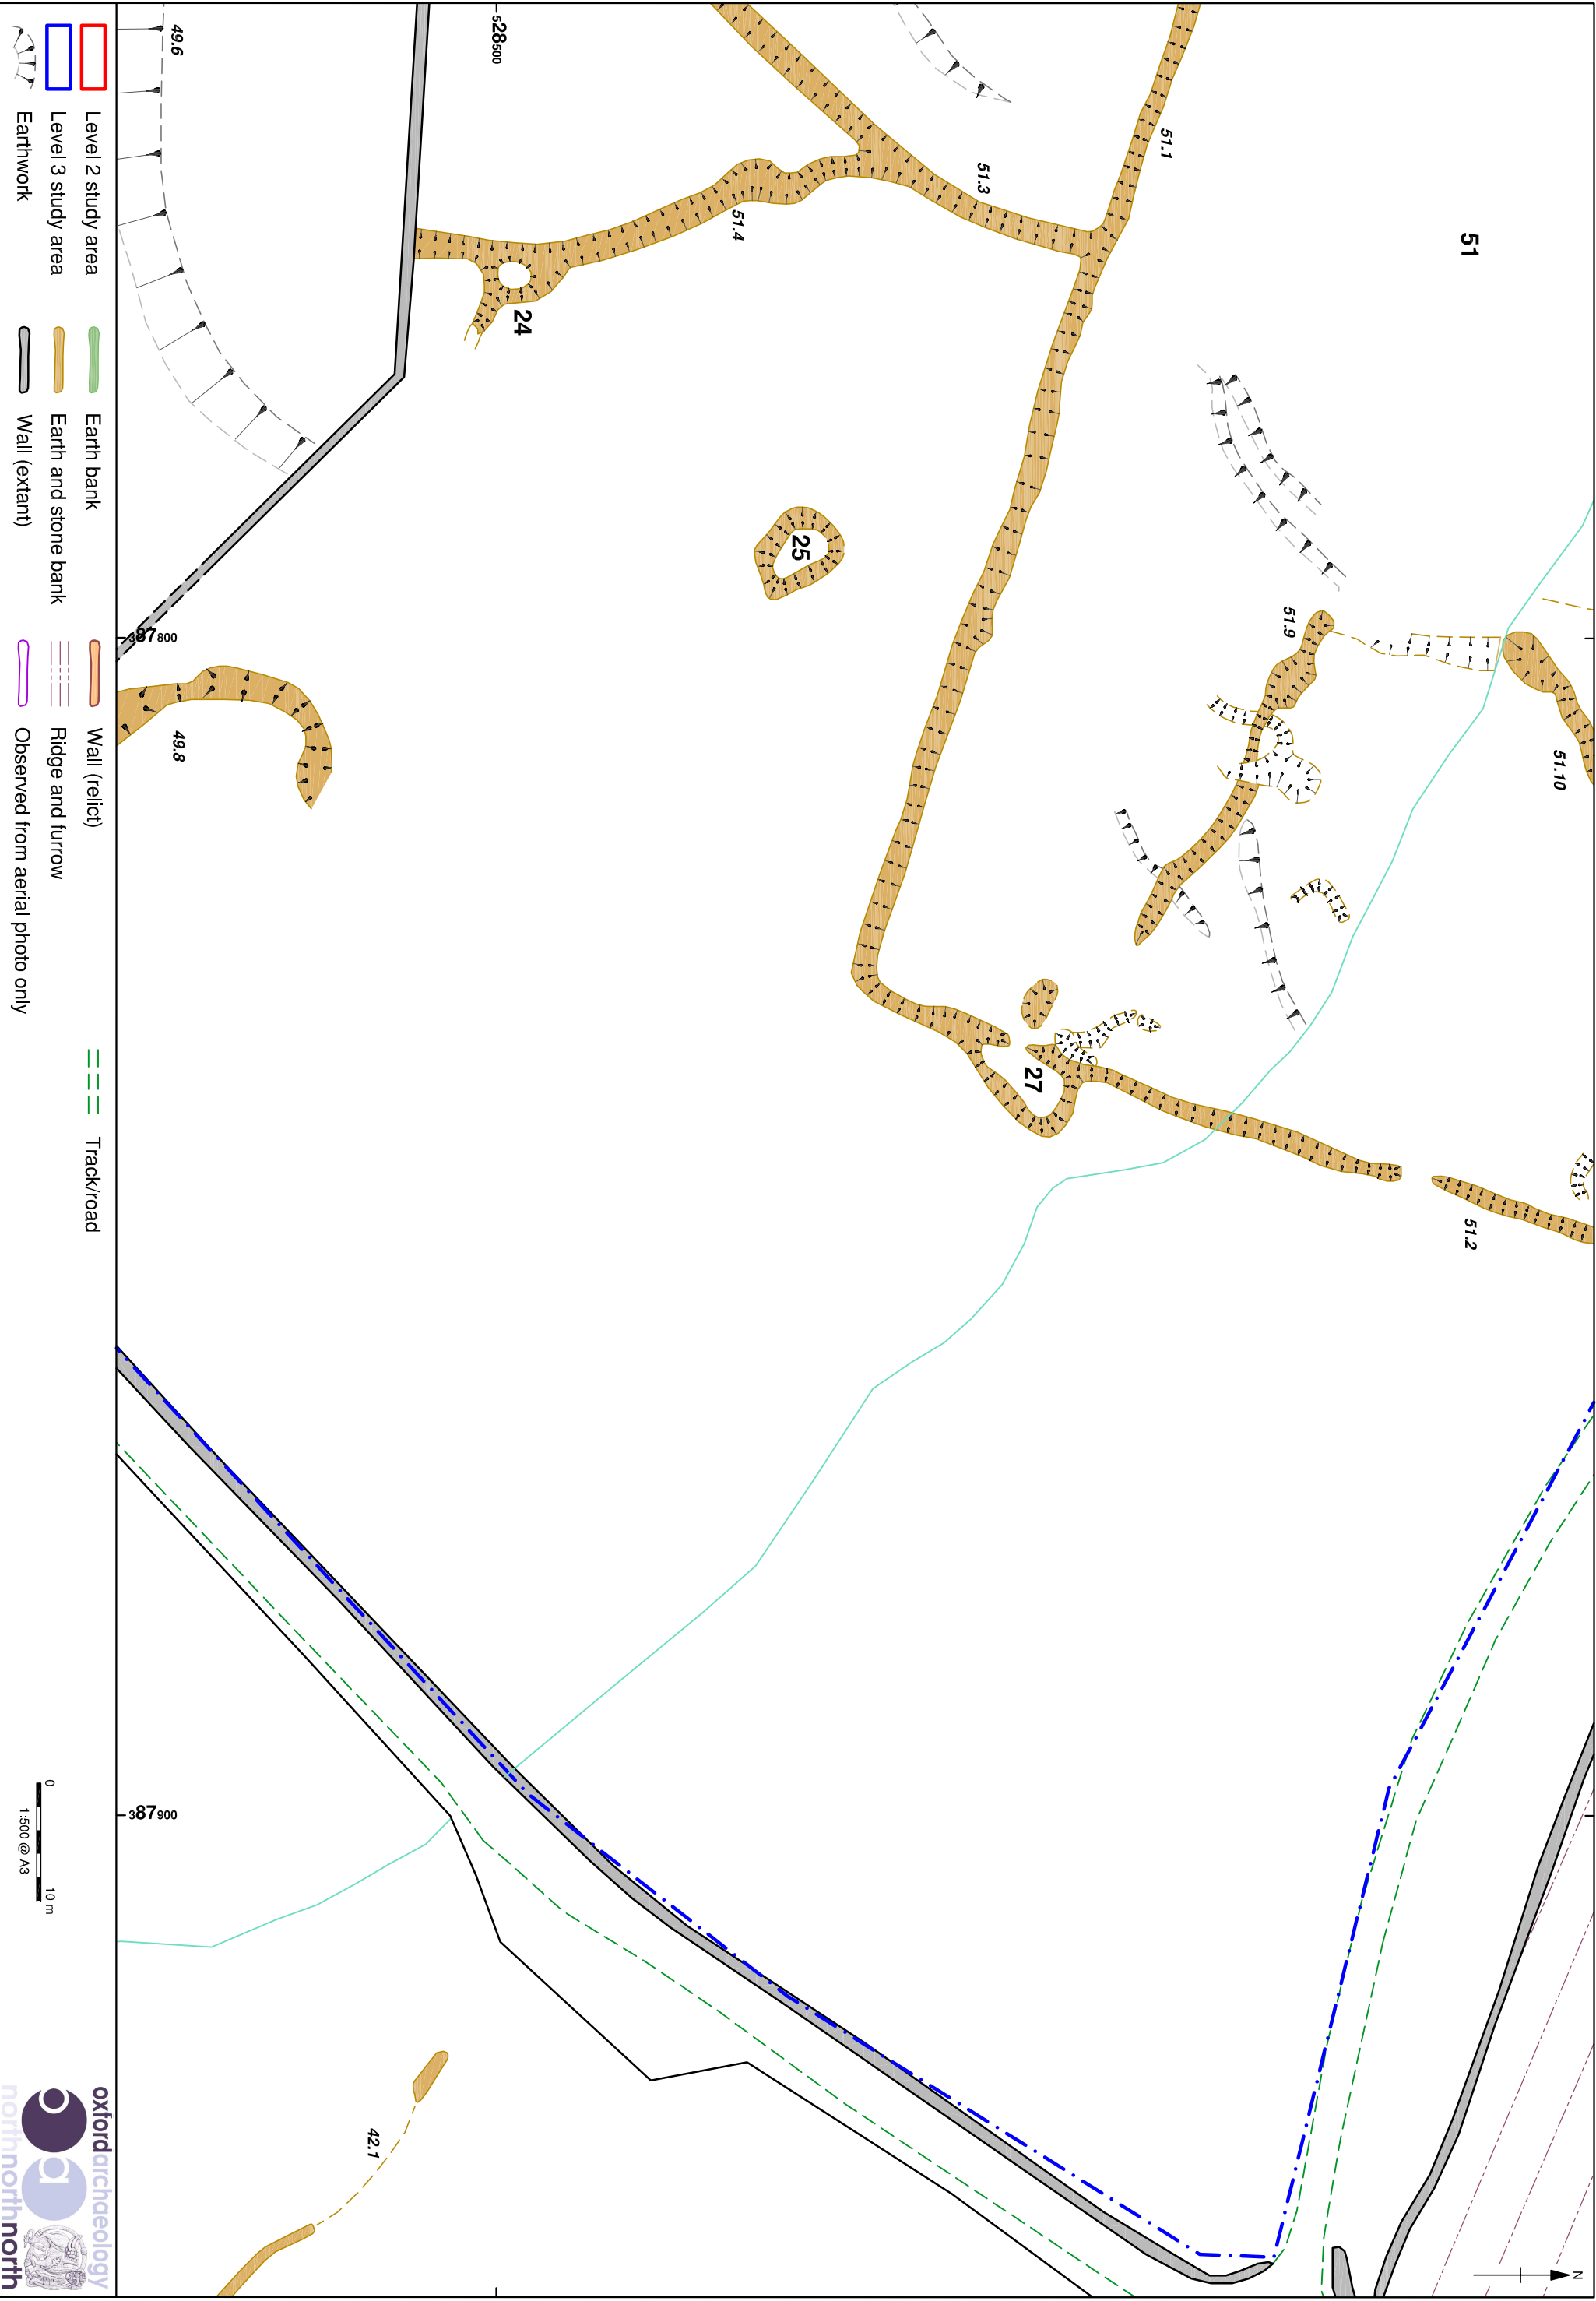 N
51
51.1
51.3
51.4
24
25
51.9
51.10
27
51.2
49.6
49.8
42.1
528500
387800
387900
Level 2 study area
Level 3 study area
Earthwork
Earth bank
Earth and stone bank
Wall (extant)
Wall (relict)
Ridge and furrow
Observed from aerial photo only
Track/road
0
10 m
1:500 @ A3
oxfordarchaeology
northnorthnorth